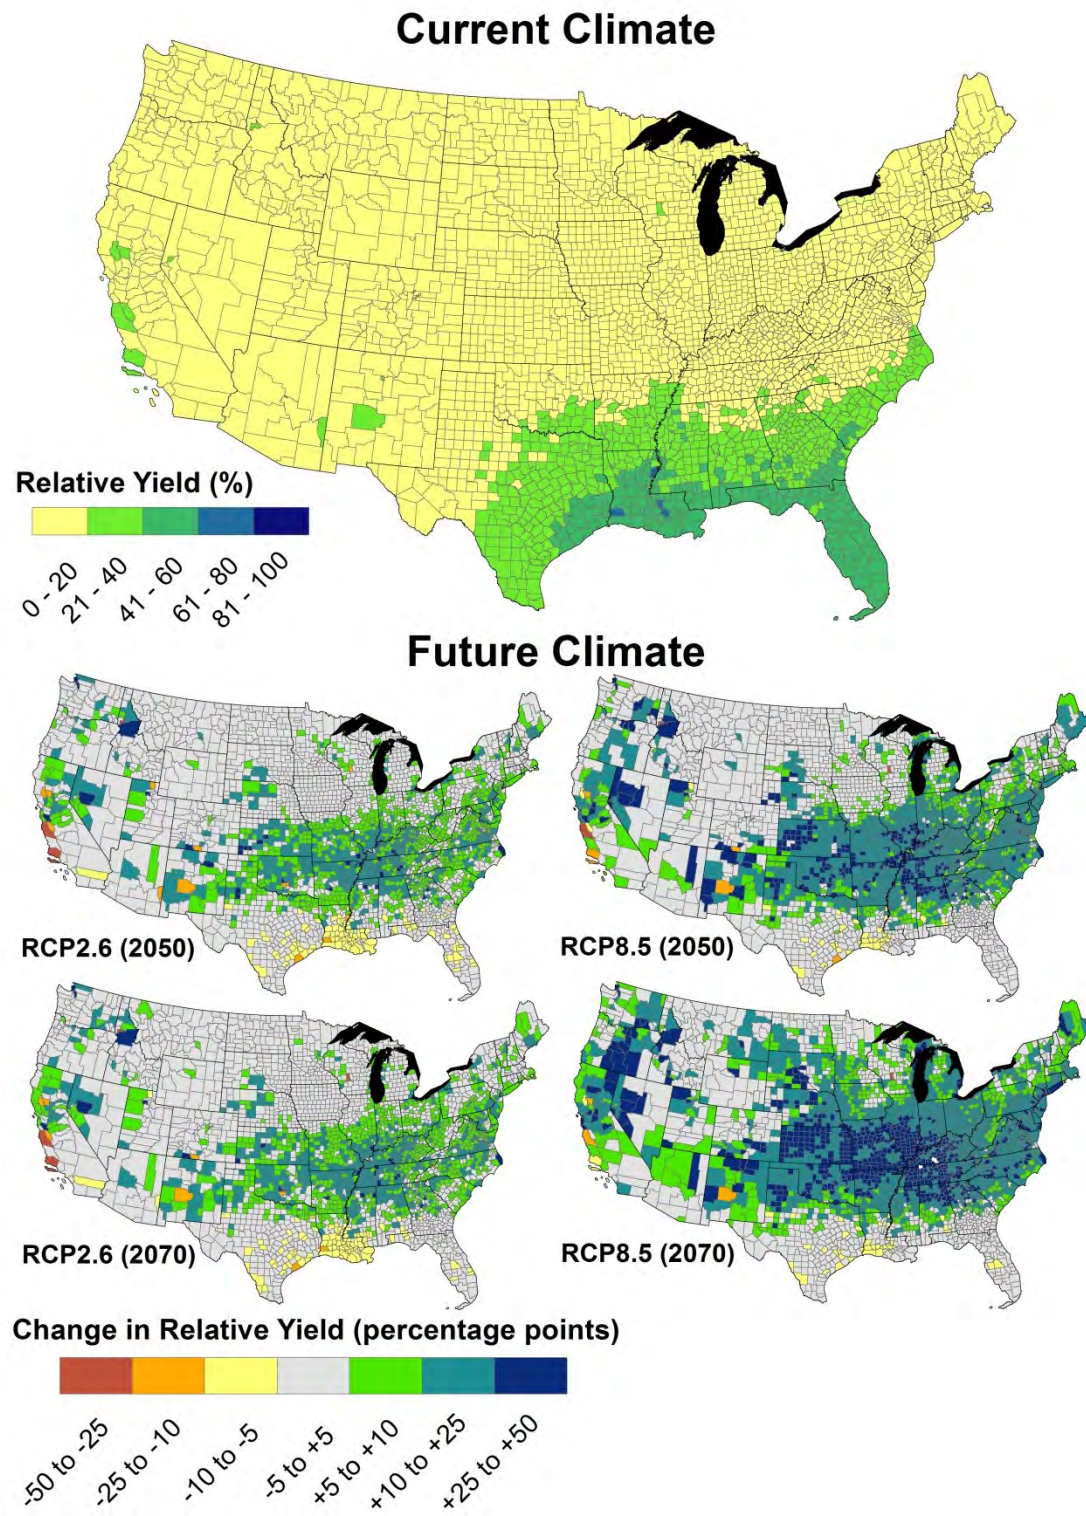 Current Climate
Relative Yield (%)
0 - 20
21 - 40
41 - 60
61 - 80
81 - 100
Future Climate
RCP2.6 (2050)
RCP8.5 (2050)
RCP2.6 (2070)
RCP8.5 (2070)
Change in Relative Yield (percentage points)
-50 to -25
-25 to -10
-10 to -5
-5 to +5
+5 to +10
+10 to +25
+25 to +50